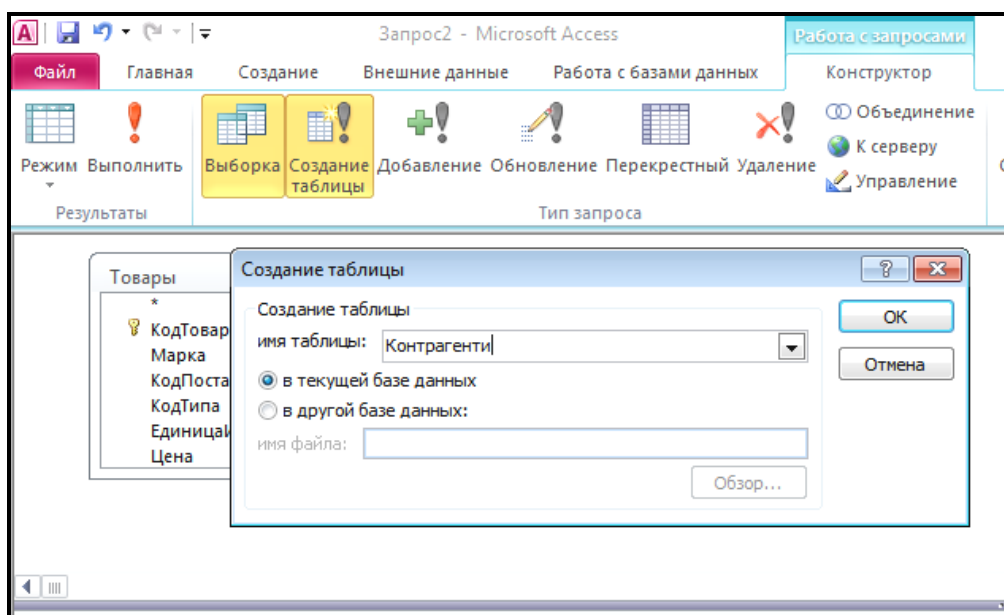 Запрос2 - Microsoft Access
Работа с запросами
Файл Главная Создание Внешние данные Работа с базами данных Конструктор
Режим Выполнить Выборка Создание таблицы Добавление Обновление Перекрестный Удаление
Объединение
К серверу
Управление
Результаты Тип запроса
Товары
*
КодТовар
Марка
КодПоста
КодТипа
Единица
Цена
Создание таблицы
Создание таблицы
имя таблицы: Контрагенти
в текущей базе данных
в другой базе данных:
имя файла:
Обзор...
ОК
Отмена